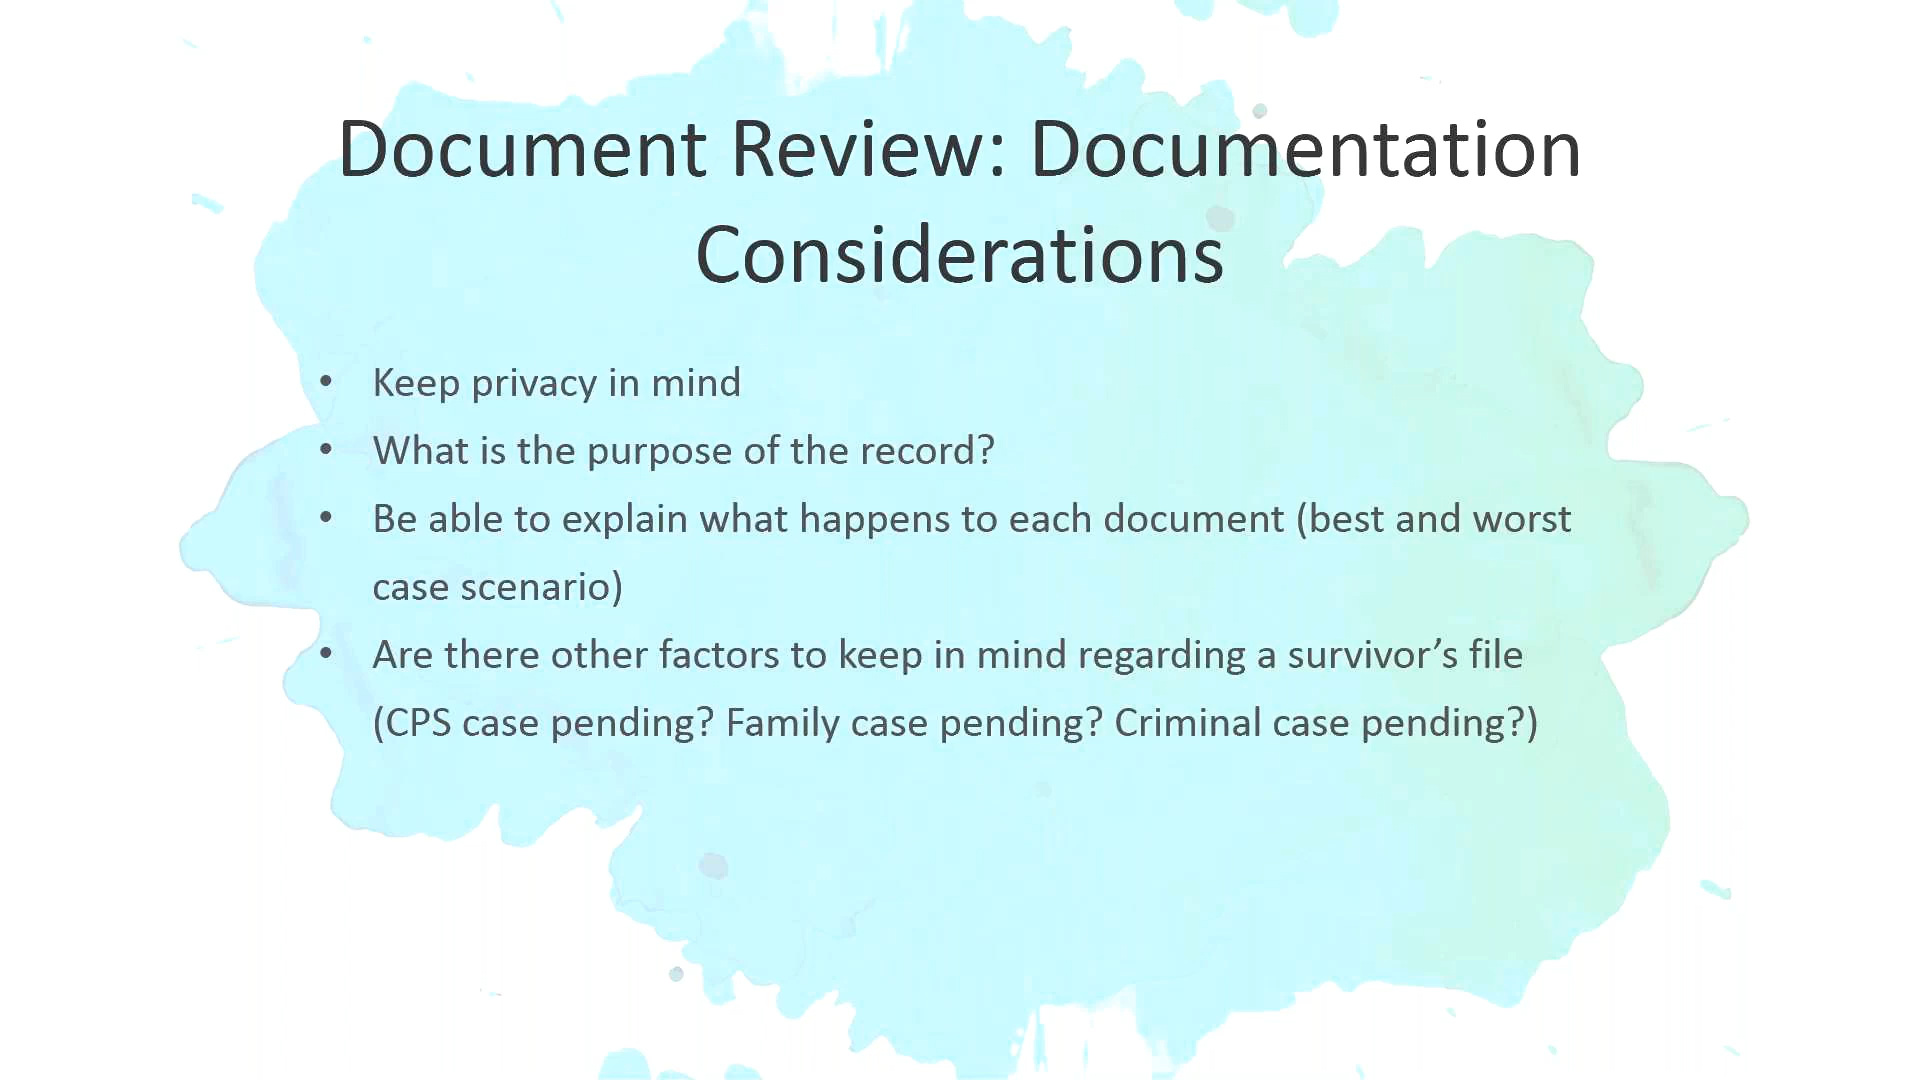 Document Review: Documentation
Considerations
• Keep privacy in mind
• What is the purpose of the record?
• Be able to explain what happens to each document (best and worst
case scenario)
• Are there other factors to keep in mind regarding a survivor’s file
(CPS case pending? Family case pending? Criminal case pending?)